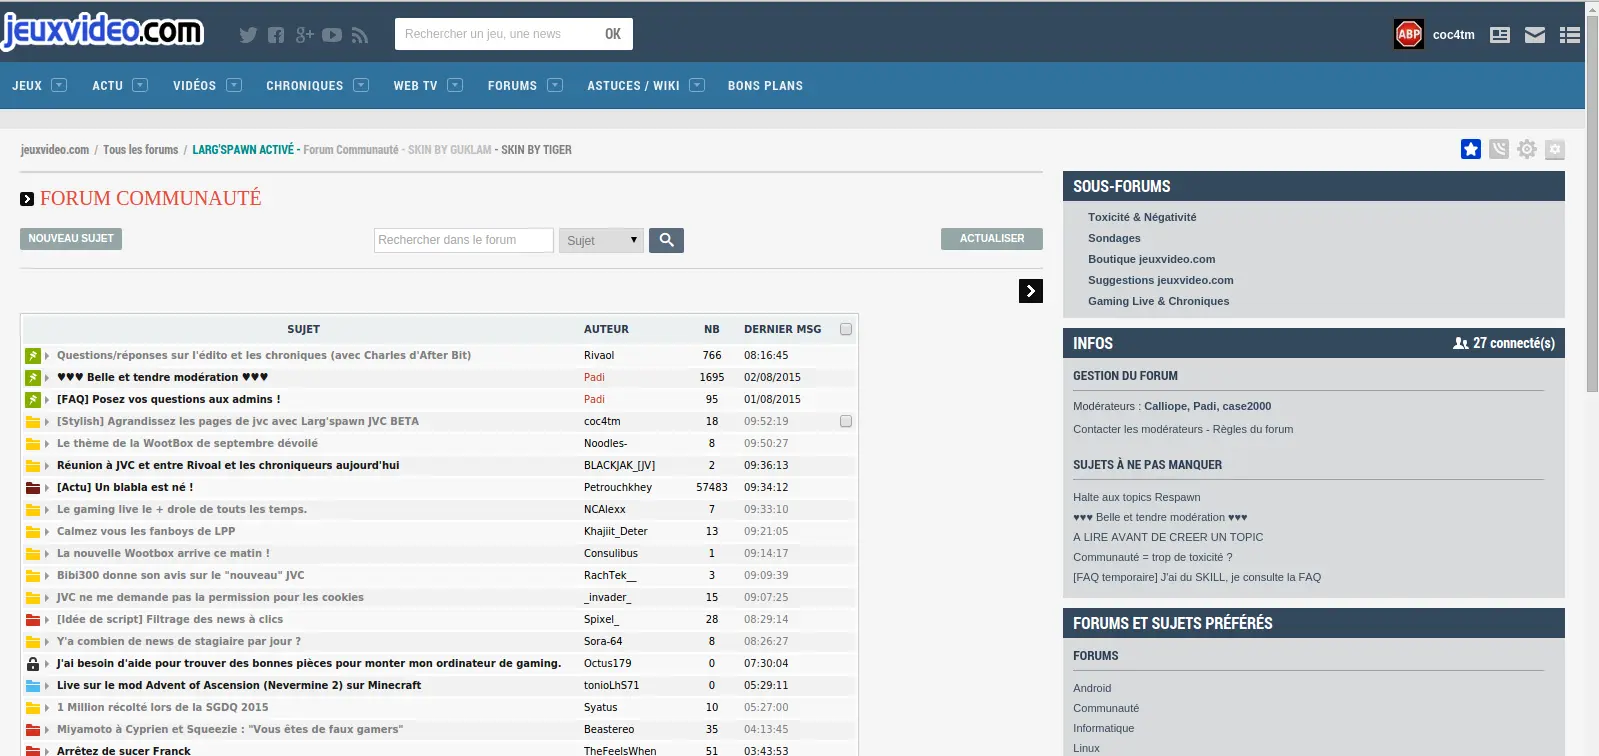 jeuxvideo.com
Rechercher un jeu, une news OK
ABP coc4tm
JEUX ACTU VIDÉOS CHRONIQUES WEB TV FORUMS ASTUCES / WIKI BONS PLANS
jeuxvideo.com / Tous les forums / LARG'SPAWN ACTIVÉ - Forum Communauté - SKIN BY GUKLAM - SKIN BY TIGER
FORUM COMMUNAUTÉ
NOUVEAU SUJET Rechercher dans le forum Sujet ACTUALISER
SUJET AUTEUR NB DERNIER MSG
Questions/réponses sur l'édito et les chroniques (avec Charles d'After Bit) Rivaol 766 08:16:45
♥♥♥ Belle et tendre modération ♥♥♥ Padi 1695 02/08/2015
[FAQ] Posez vos questions aux admins ! Padi 95 01/08/2015
[Stylish] Agrandissez les pages de jvc avec Larg'spawn JVC BETA coc4tm 18 09:52:19
Le thème de la WootBox de septembre dévoilé Noodles- 8 09:50:27
Réunion à JVC et entre Rivoal et les chroniqueurs aujourd'hui BLACKJAK_[JV] 2 09:36:13
[Actu] Un blabla est né ! Petrouchkhey 57483 09:34:12
Le gaming live le + drole de touts les temps. NCAlexx 7 09:33:10
Calmez vous les fanboys de LPP Khajiit_Deter 13 09:21:05
La nouvelle Wootbox arrive ce matin ! Consulibus 1 09:14:17
Bibi300 donne son avis sur le "nouveau" JVC RachTek__ 3 09:09:39
JVC ne me demande pas la permission pour les cookies _invader_ 15 09:07:25
[Idée de script] Filtrage des news à clics Spixel_ 28 08:29:14
Y'a combien de news de stagiaire par jour ? Sora-64 8 08:26:27
J'ai besoin d'aide pour trouver des bonnes pièces pour monter mon ordinateur de gaming. Octus179 0 07:30:04
Live sur le mod Advent of Ascension (Nevermine 2) sur Minecraft tonioLhS71 0 05:29:11
1 Million récolté lors de la SGDQ 2015 Syatus 10 05:27:00
Miyamoto à Cyprien et Squeezie : "Vous êtes de faux gamers" Beastereo 35 04:13:45
Arrêtez de sucer Franck TheFeelsWhen 51 03:43:53
SOUS-FORUMS
Toxicité & Négativité
Sondages
Boutique jeuxvideo.com
Suggestions jeuxvideo.com
Gaming Live & Chroniques
INFOS 27 connecté(s)
GESTION DU FORUM
Modérateurs : Calliope, Padi, case2000
Contacter les modérateurs - Règles du forum
SUJETS À NE PAS MANQUER
Halte aux topics Respawn
♥♥♥ Belle et tendre modération ♥♥♥
A LIRE AVANT DE CREER UN TOPIC
Communauté = trop de toxicité ?
[FAQ temporaire] J'ai du SKILL, je consulte la FAQ
FORUMS ET SUJETS PRÉFÉRÉS
FORUMS
Android
Communauté
Informatique
Linux